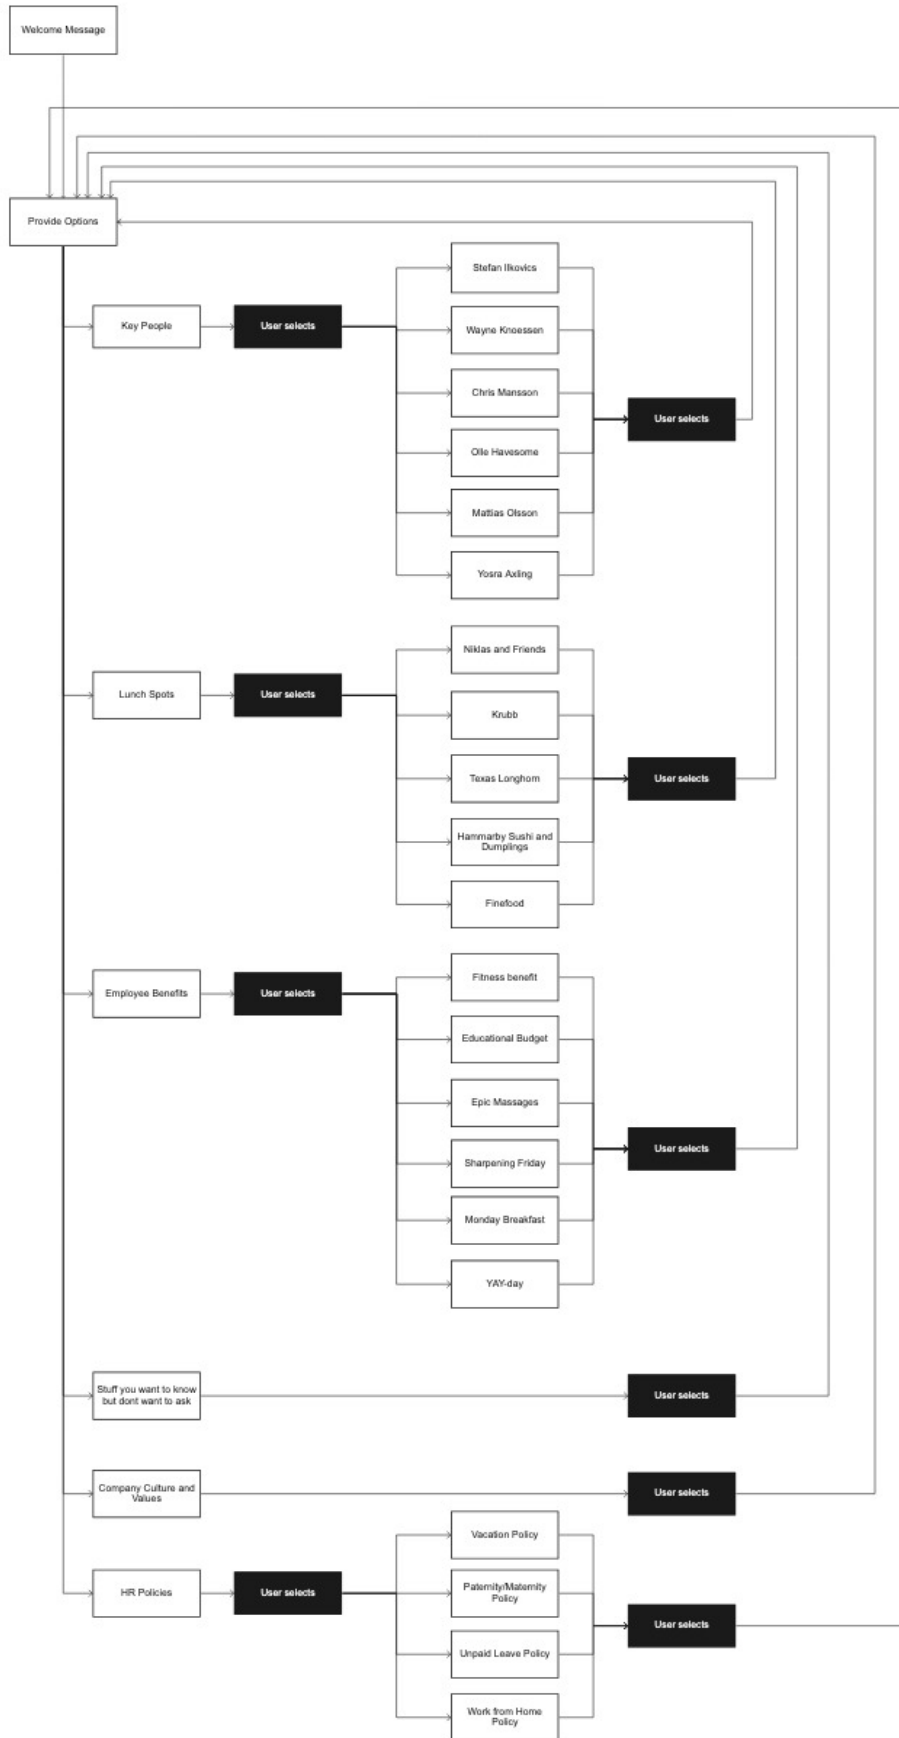 Welcome Message
Provide Options
Key People
User selects
Stefan Ilkovics
Wayne Knoessen
Chris Mansson
Olle Havesome
Mattias Olsson
Yosra Axling
User selects
Lunch Spots
User selects
Niklas and Friends
Krubb
Texas Longhorn
Hammarby Sushi and
Dumplings
Finefood
User selects
Employee Benefits
User selects
Fitness benefit
Educational Budget
Epic Massages
Sharpening Friday
Monday Breakfast
YAY-day
User selects
Stuff you want to know
but dont want to ask
User selects
Company Culture and
Values
User selects
HR Policies
User selects
Vacation Policy
Paternity/Maternity
Policy
Unpaid Leave Policy
Work from Home
Policy
User selects